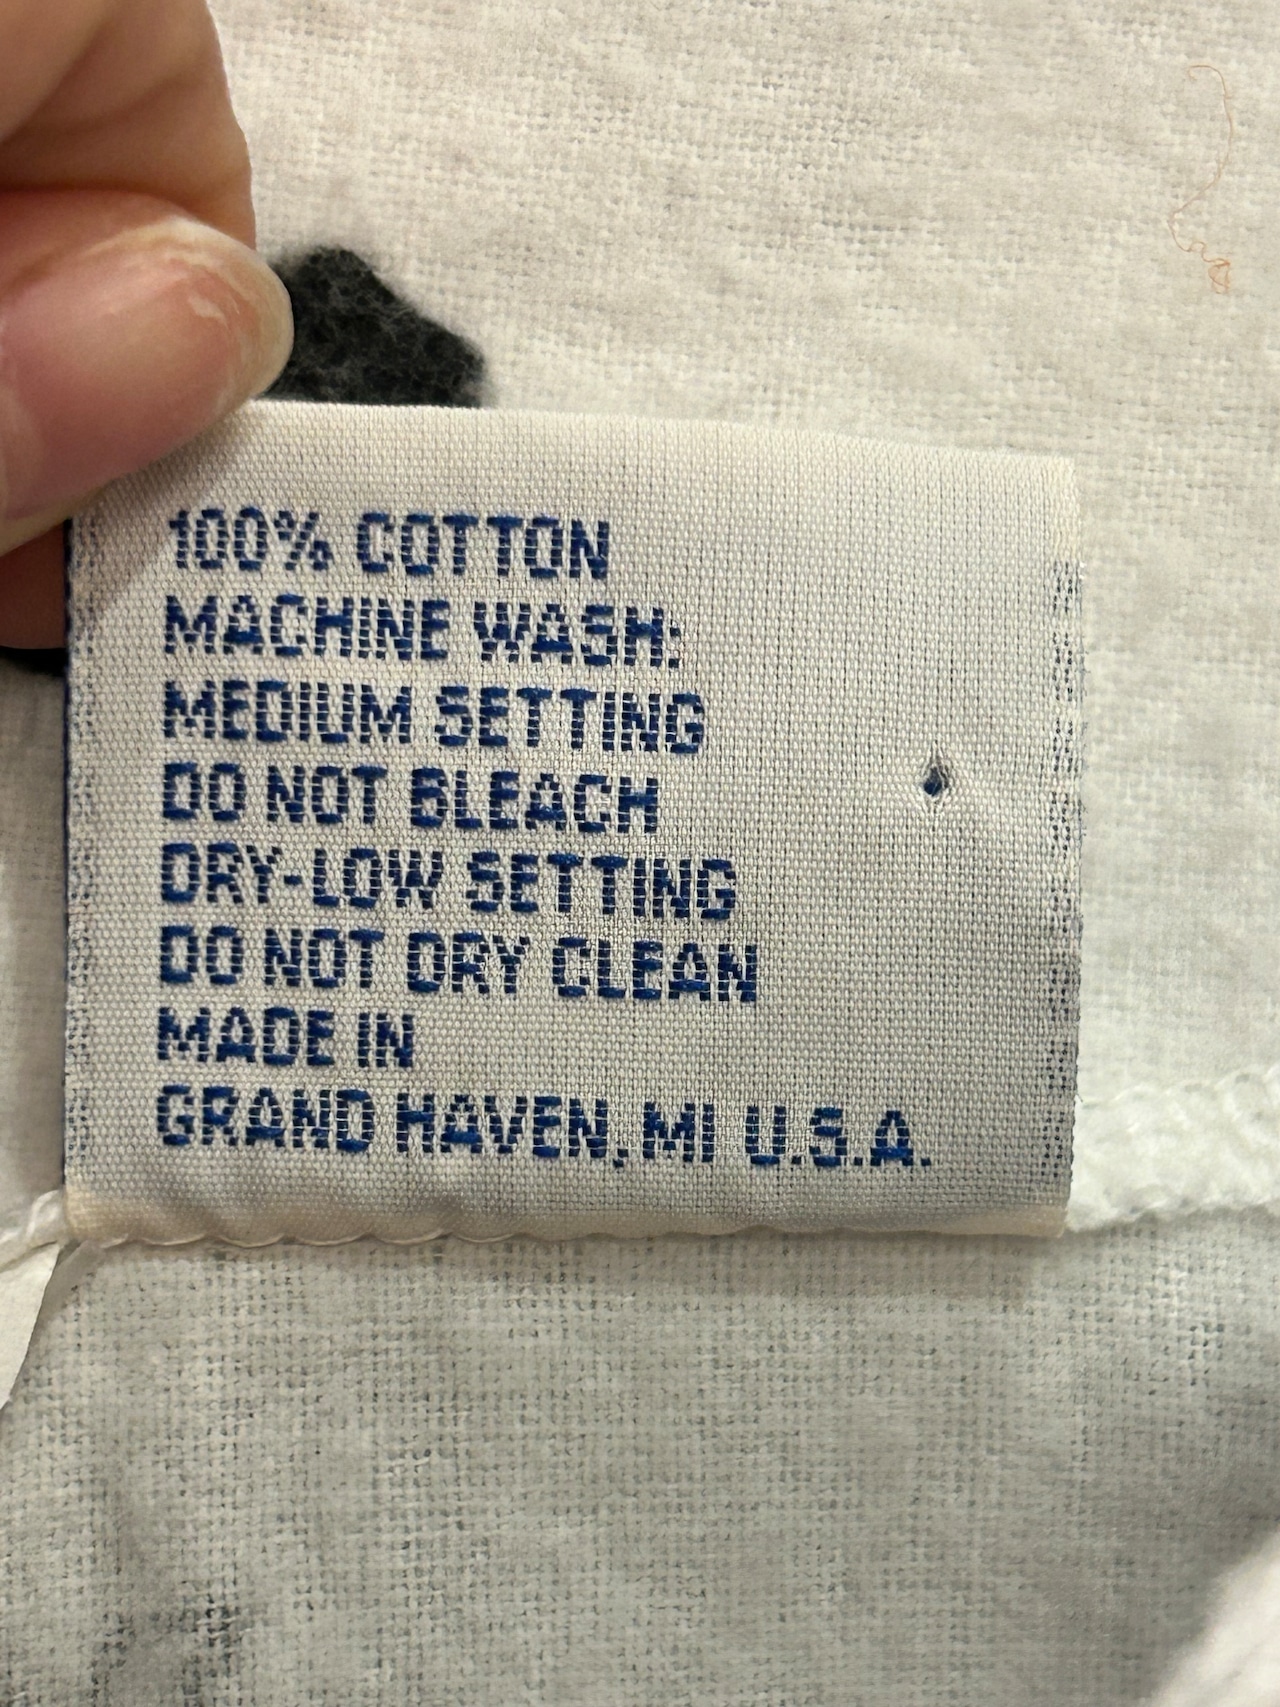 100% COTTON
MACHINE WASH:
MEDIUM SETTING
DO NOT BLEACH
DRY-LOW SETTING
DO NOT DRY CLEAN
MADE IN
GRAND HAVEN, MI U.S.A.